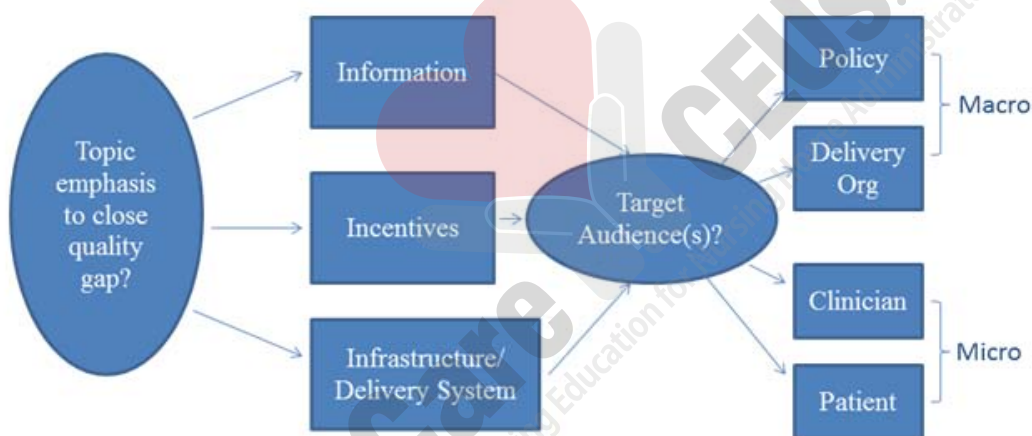 Topic
emphasis
to close
quality
gap?
Information
Incentives
Infrastructure/
Delivery System
Target
Audience(s)?
Policy
Delivery
Org
Macro
Clinician
Patient
Micro
CEUS.